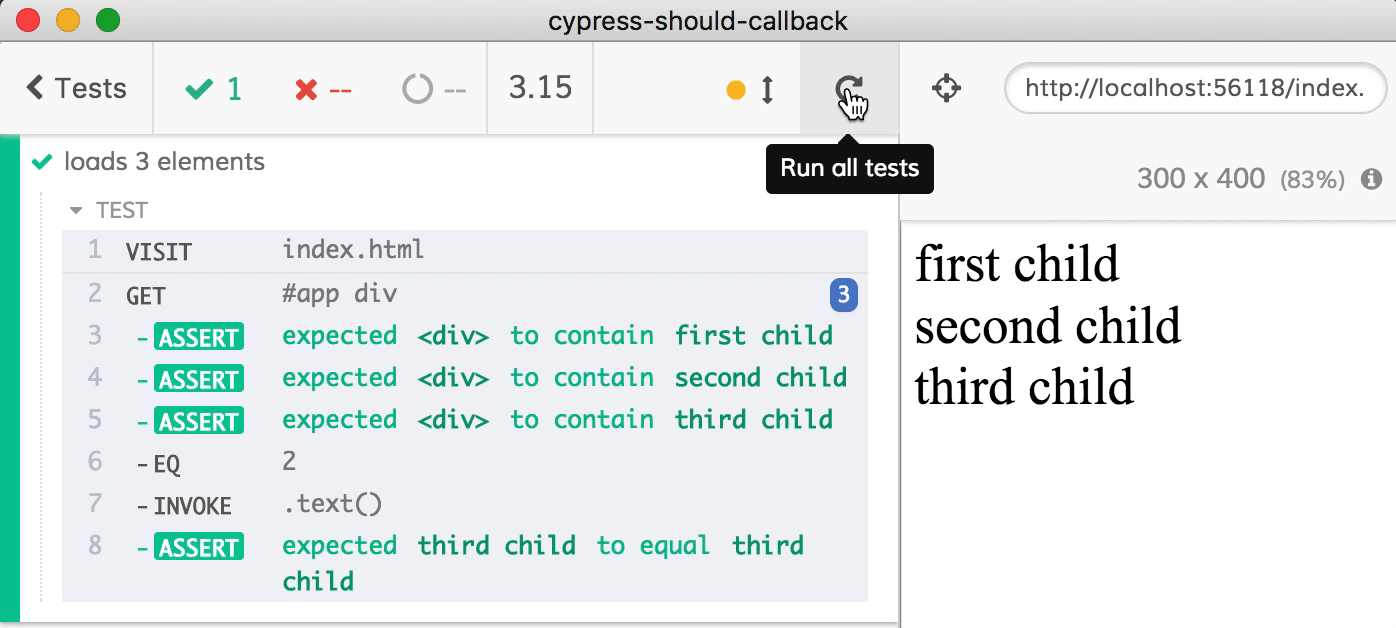 cypress-should-callback
Tests 1 -- -- 3.15 http://localhost:56118/index.
Run all tests
loads 3 elements
300 x 400 (83%)
TEST
1 VISIT index.html
2 GET #app div 3
3 -ASSERT expected <div> to contain first child
4 -ASSERT expected <div> to contain second child
5 -ASSERT expected <div> to contain third child
6 -EQ 2
7 -INVOKE .text()
8 -ASSERT expected third child to equal third
child
first child
second child
third child